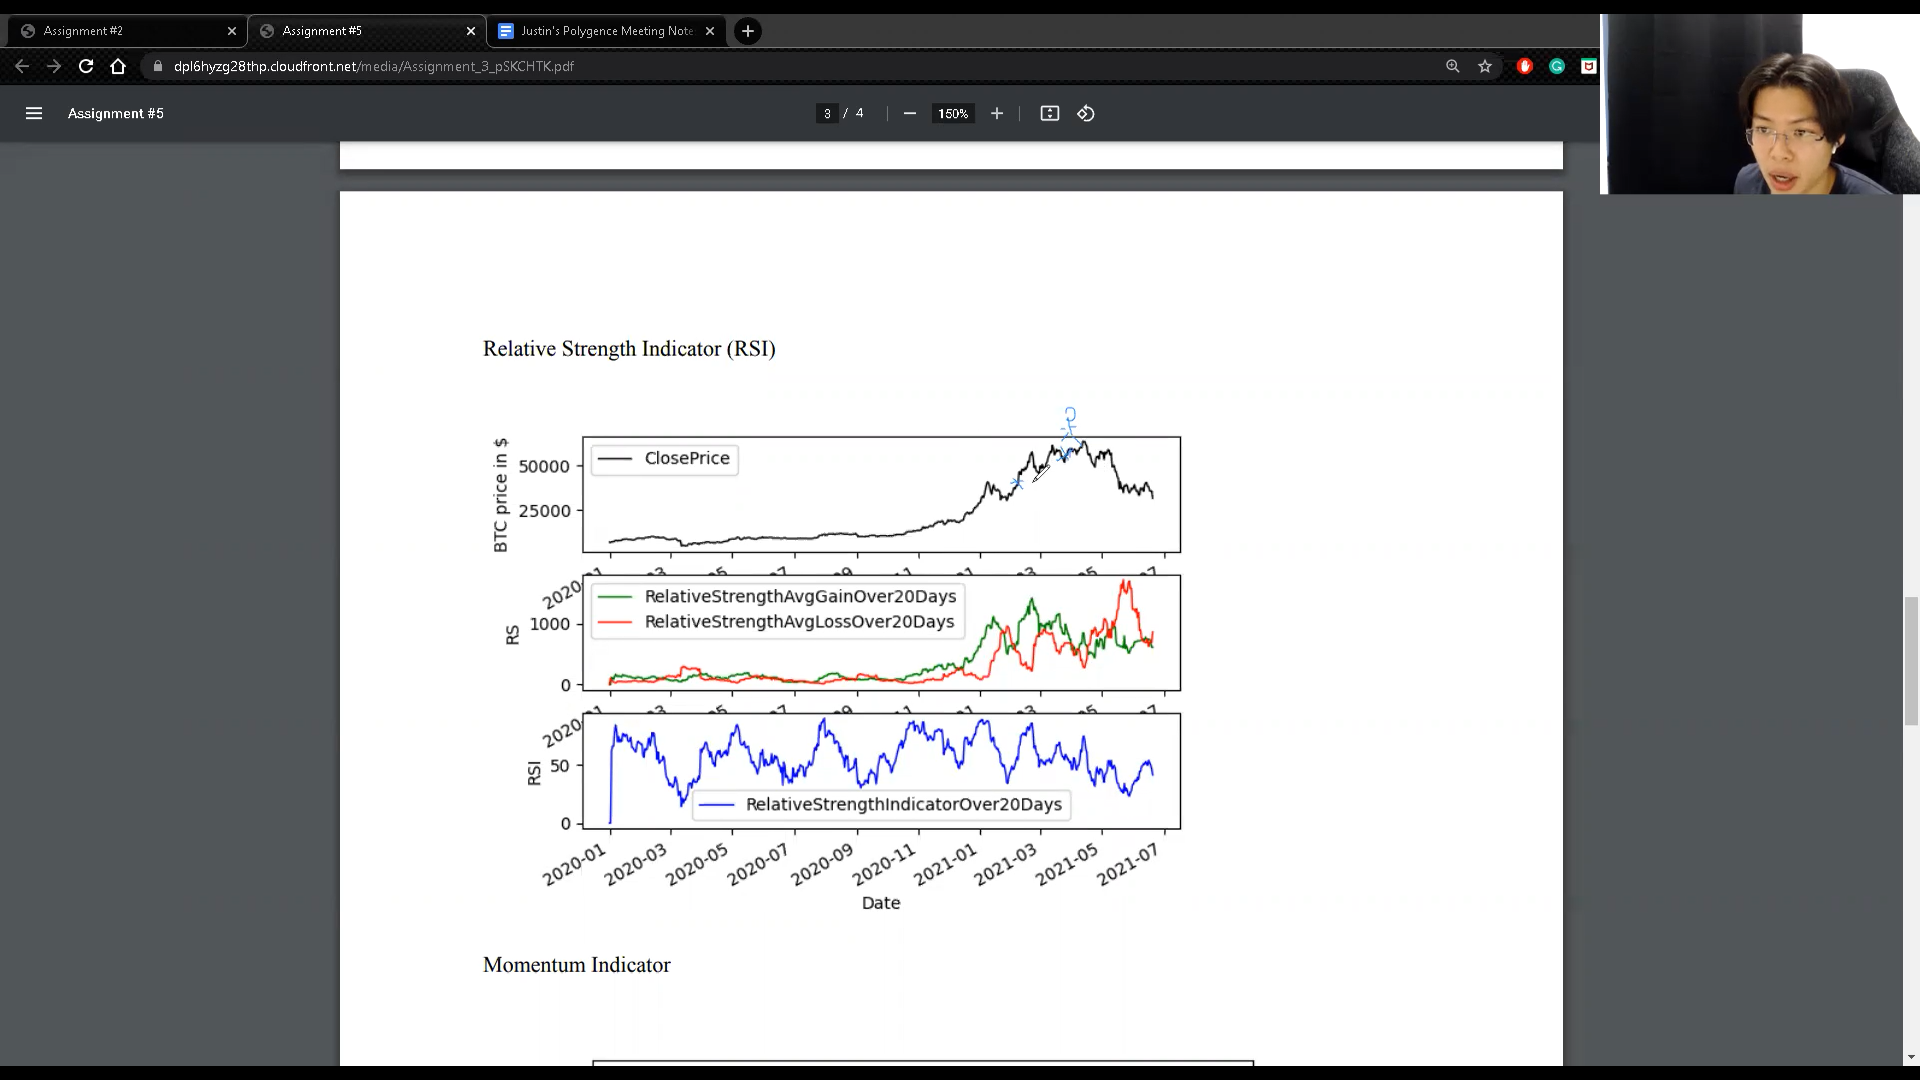 Assignment #2
Assignment #5
Justin's Polygence Meeting Note
dpl6hyzg28thp.cloudfront.net/media/Assignment_3_pSKCHTK.pdf
Assignment #5
3 / 4
150%
Relative Strength Indicator (RSI)
BTC price in $
50000
25000
ClosePrice
RS
1000
0
RelativeStrengthAvgGainOver20Days
RelativeStrengthAvgLossOver20Days
RSI
50
0
RelativeStrengthIndicatorOver20Days
2020-01
2020-03
2020-05
2020-07
2020-09
2020-11
2021-01
2021-03
2021-05
2021-07
Date
Momentum Indicator